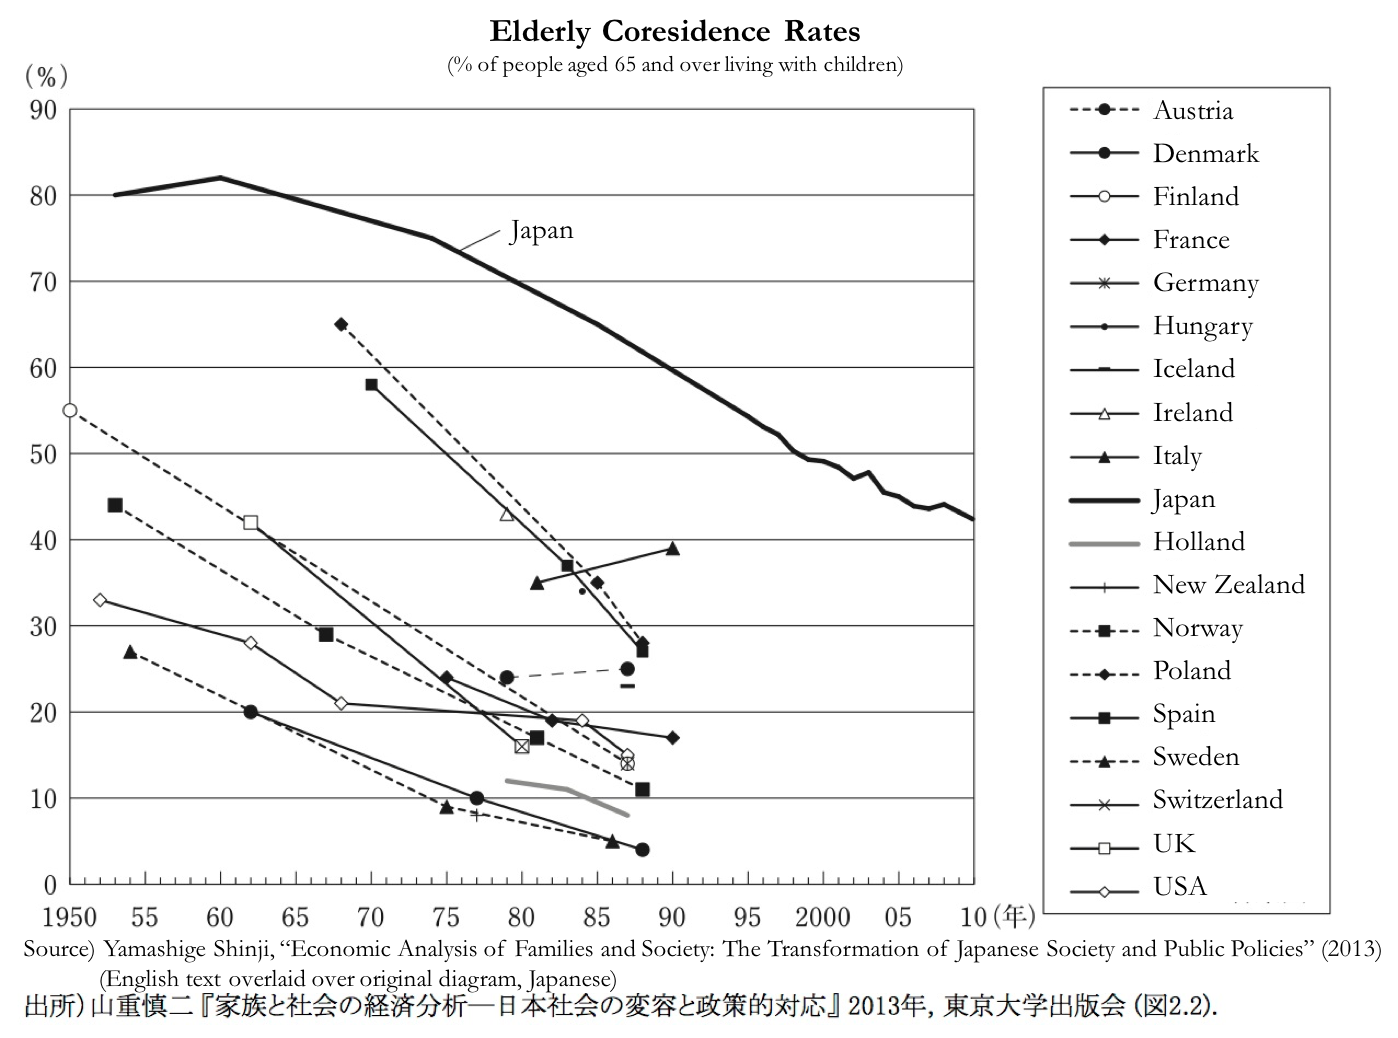 Elderly Coresidence Rates
(% of people aged 65 and over living with children)
(%)
90
80
70
60
50
40
30
20
10
0
Japan
1950 55 60 65 70 75 80 85 90 95 2000 05 10 (年)
Austria
Denmark
Finland
France
Germany
Hungary
Iceland
Ireland
Italy
Japan
Holland
New Zealand
Norway
Poland
Spain
Sweden
Switzerland
UK
USA
Source) Yamashige Shinji, “Economic Analysis of Families and Society: The Transformation of Japanese Society and Public Policies” (2013)
(English text overlaid over original diagram, Japanese)
出所) 山重慎二『家族と社会の経済分析―日本社会の変容と政策的対応』2013年, 東京大学出版会 (図2.2).